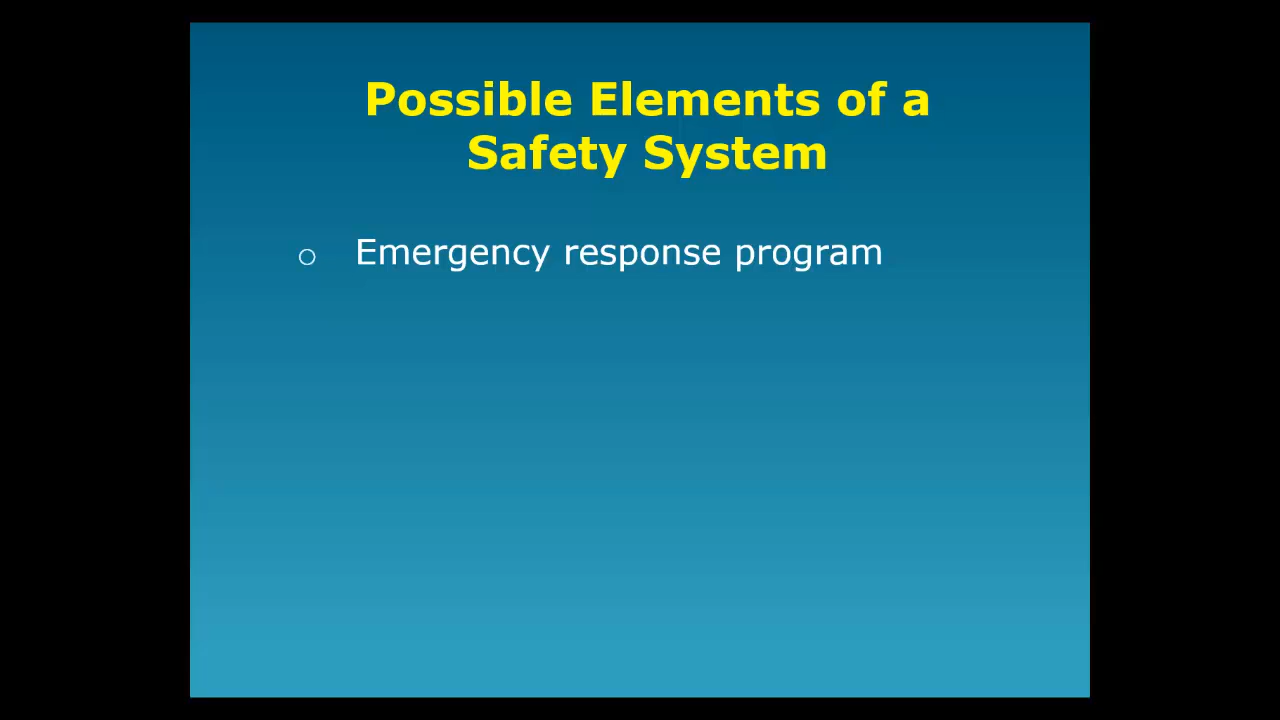 Possible Elements of a
Safety System
○ Emergency response program